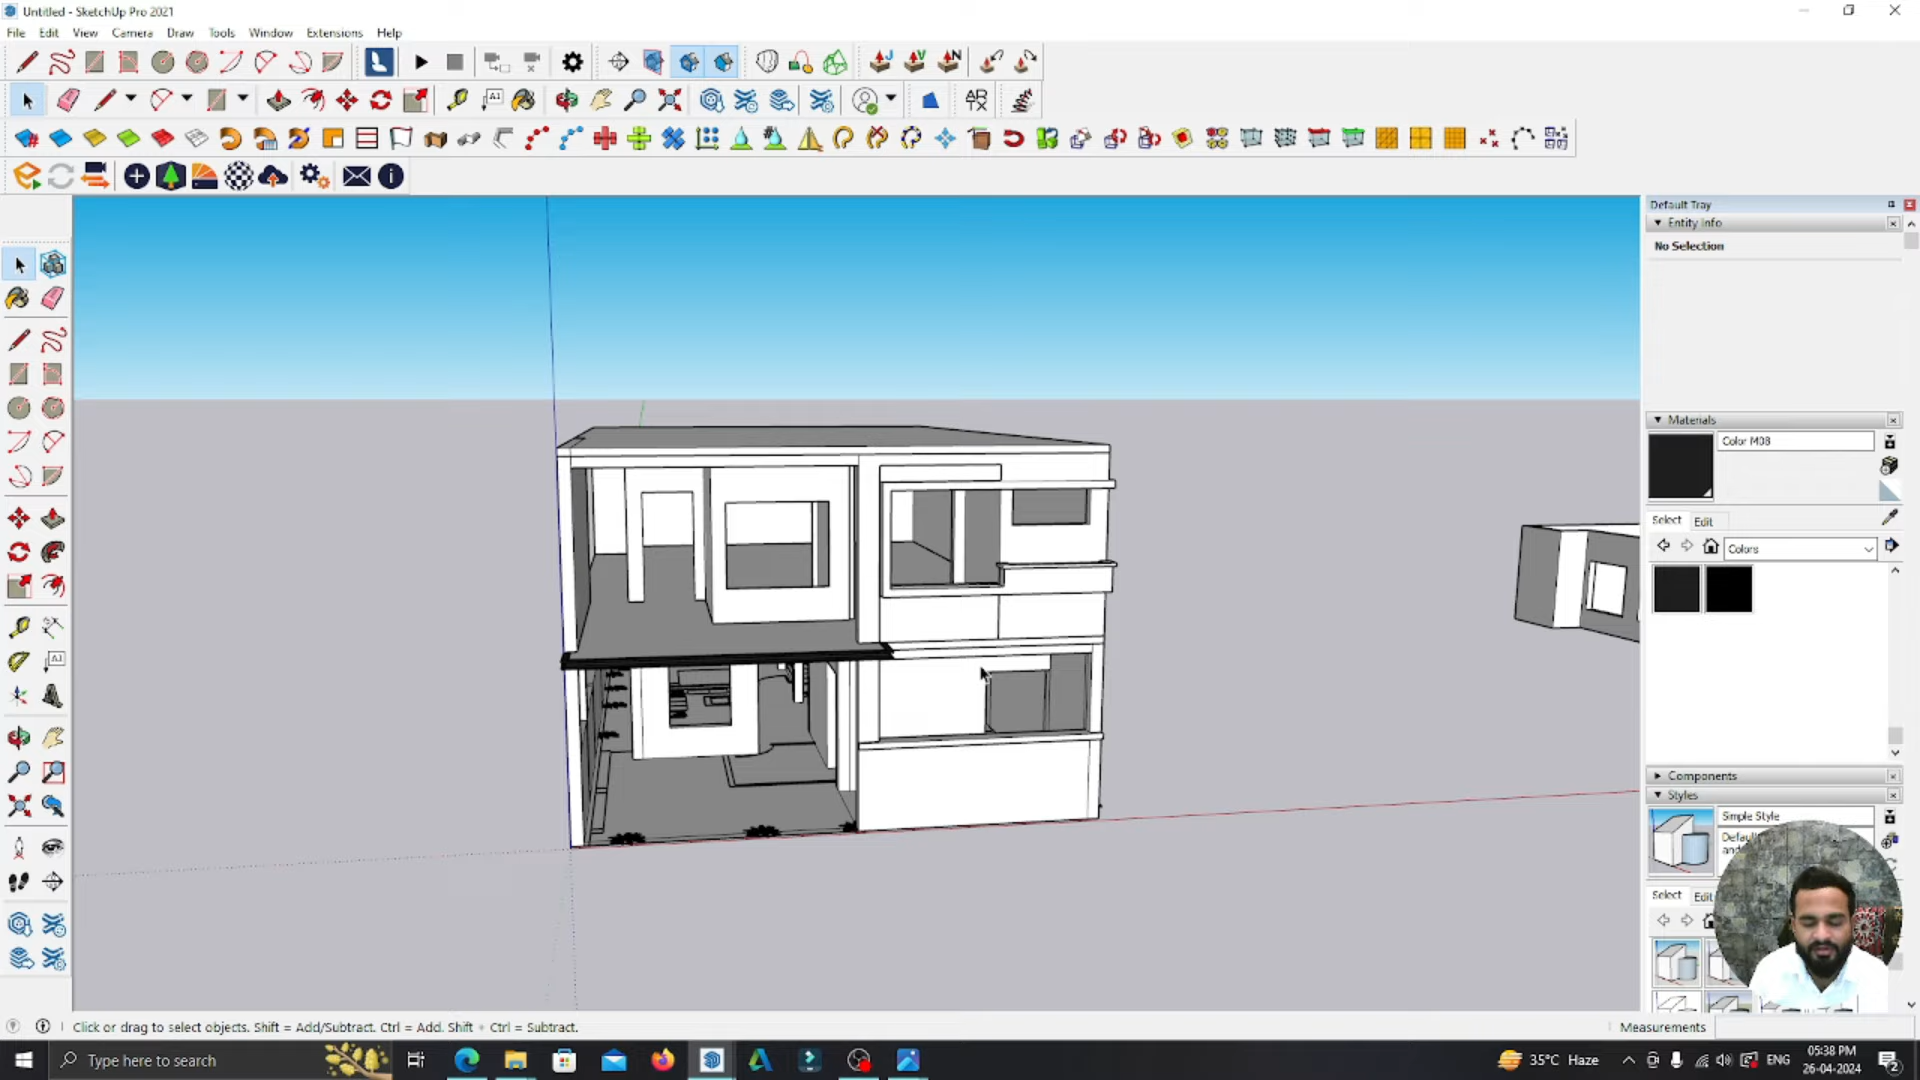 Untitled - SketchUp Pro 2021
File Edit View Camera Draw Tools Window Extensions Help
Default Tray
Entity Info
No Selection
Materials
Color M08
Select Edit
Colors
Components
Styles
Simple Style
Select
Click or drag to select objects. Shift = Add/Subtract. Ctrl = Add. Shift + Ctrl = Subtract.
Measurements
Type here to search
35°C Haze
ENG
05:38 PM
26-04-2024
2